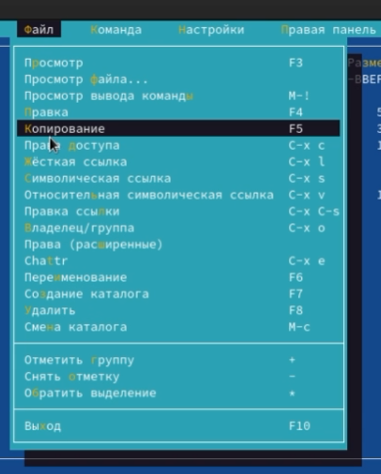 Файл Команда Настройки Правая панель
Просмотр F3
Просмотр файла...
Просмотр вывода команды M-!
Правка F4
Копирование F5
Права доступа C-x c
Жёсткая ссылка C-x l
Символическая ссылка C-x s
Относительная символическая ссылка C-x v
Правка ссылки C-x C-s
Владелец/группа C-x o
Права (расширенные)
Chattr C-x e
Переименование F6
Создание каталога F7
Удалить F8
Смена каталога M-c
Отметить группу +
Снять отметку -
Обратить выделение *
Выход F10